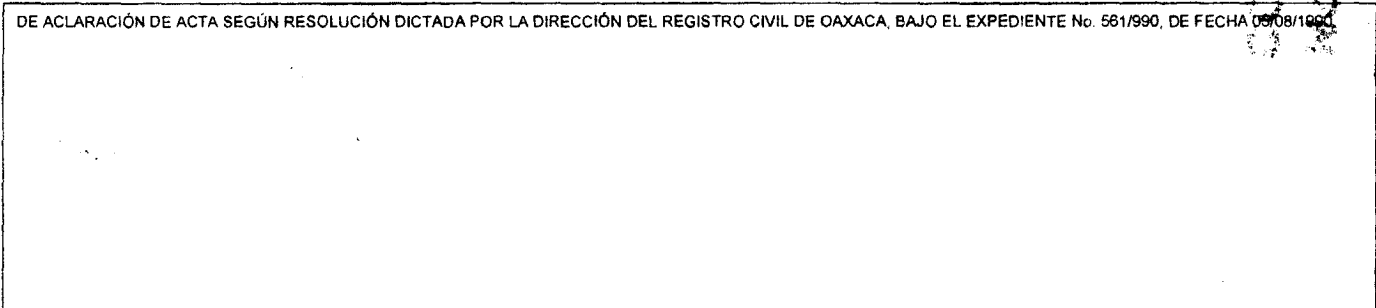 DE ACLARACIÓN DE ACTA SEGÚN RESOLUCIÓN DICTADA POR LA DIRECCIÓN DEL REGISTRO CIVIL DE OAXACA, BAJO EL EXPEDIENTE No. 561/990, DE FECHA